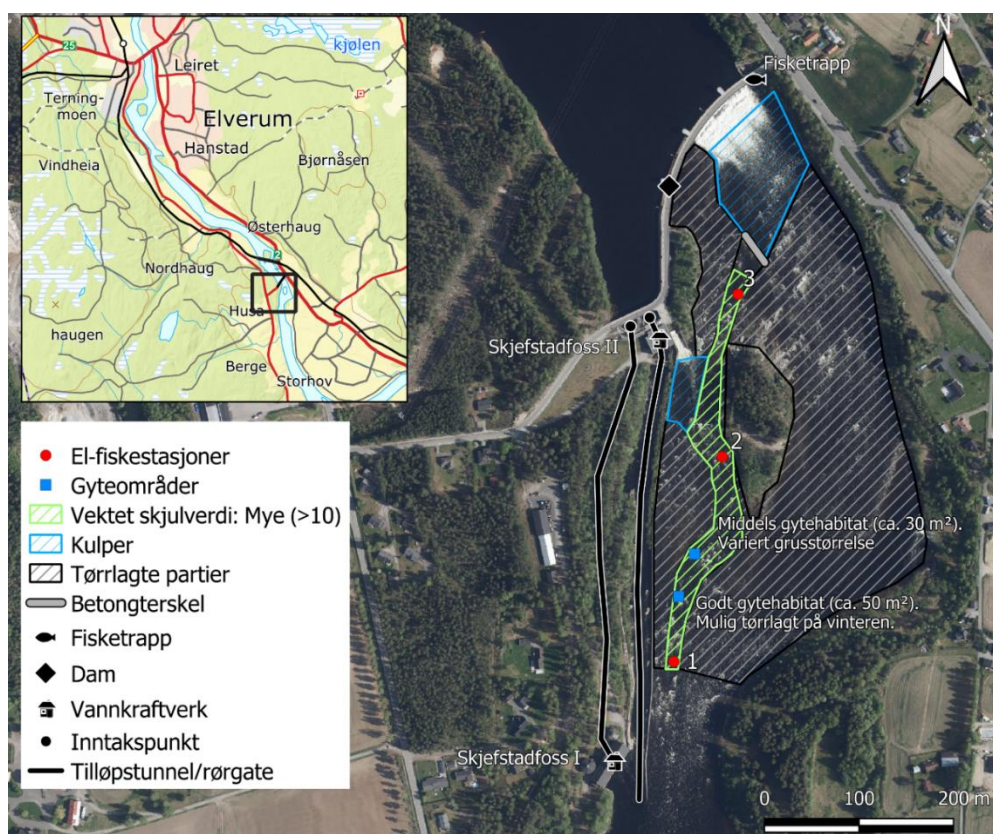 kjølen
25
Leiret
Terning-
moen
Elverum
Hanstad
Vindheia
Bjørnåsen
Østerhaug
2
Nordhaug
Husa
haugen
Berge
Storhov
N
Fisketrapp
Skjefstadfoss II
3
2
Middels gytehabitat (ca. 30 m²).
Variert grusstørrelse
Godt gytehabitat (ca. 50 m²).
Mulig tørrlagt på vinteren.
1
Skjefstadfoss I
El-fiskestasjoner
Gyteområder
Vektet skjulverdi: Mye (>10)
Kulper
Tørrlagte partier
Betongterskel
Fisketrapp
Dam
Vannkraftverk
Inntakspunkt
Tilløpstunnel/rørgate
0 100 200 m